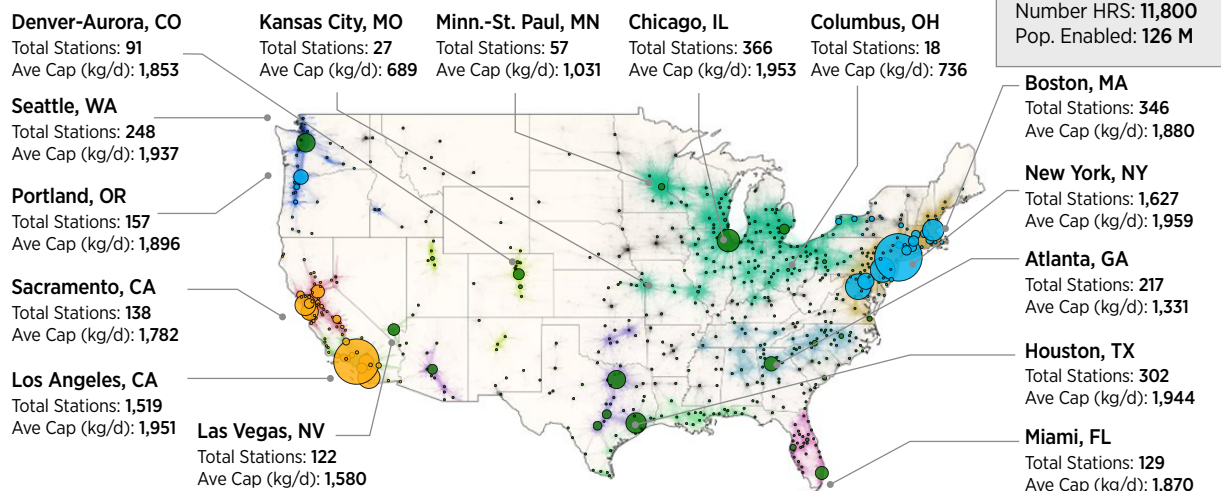 Denver-Aurora, CO
Total Stations: 91
Ave Cap (kg/d): 1,853
Kansas City, MO
Total Stations: 27
Ave Cap (kg/d): 689
Minn.-St. Paul, MN
Total Stations: 57
Ave Cap (kg/d): 1,031
Chicago, IL
Total Stations: 366
Ave Cap (kg/d): 1,953
Columbus, OH
Total Stations: 18
Ave Cap (kg/d): 736
Number HRS: 11,800
Pop. Enabled: 126 M
Seattle, WA
Total Stations: 248
Ave Cap (kg/d): 1,937
Portland, OR
Total Stations: 157
Ave Cap (kg/d): 1,896
Sacramento, CA
Total Stations: 138
Ave Cap (kg/d): 1,782
Los Angeles, CA
Total Stations: 1,519
Ave Cap (kg/d): 1,951
Las Vegas, NV
Total Stations: 122
Ave Cap (kg/d): 1,580
Boston, MA
Total Stations: 346
Ave Cap (kg/d): 1,880
New York, NY
Total Stations: 1,627
Ave Cap (kg/d): 1,959
Atlanta, GA
Total Stations: 217
Ave Cap (kg/d): 1,331
Houston, TX
Total Stations: 302
Ave Cap (kg/d): 1,944
Miami, FL
Total Stations: 129
Ave Cap (kg/d): 1,870